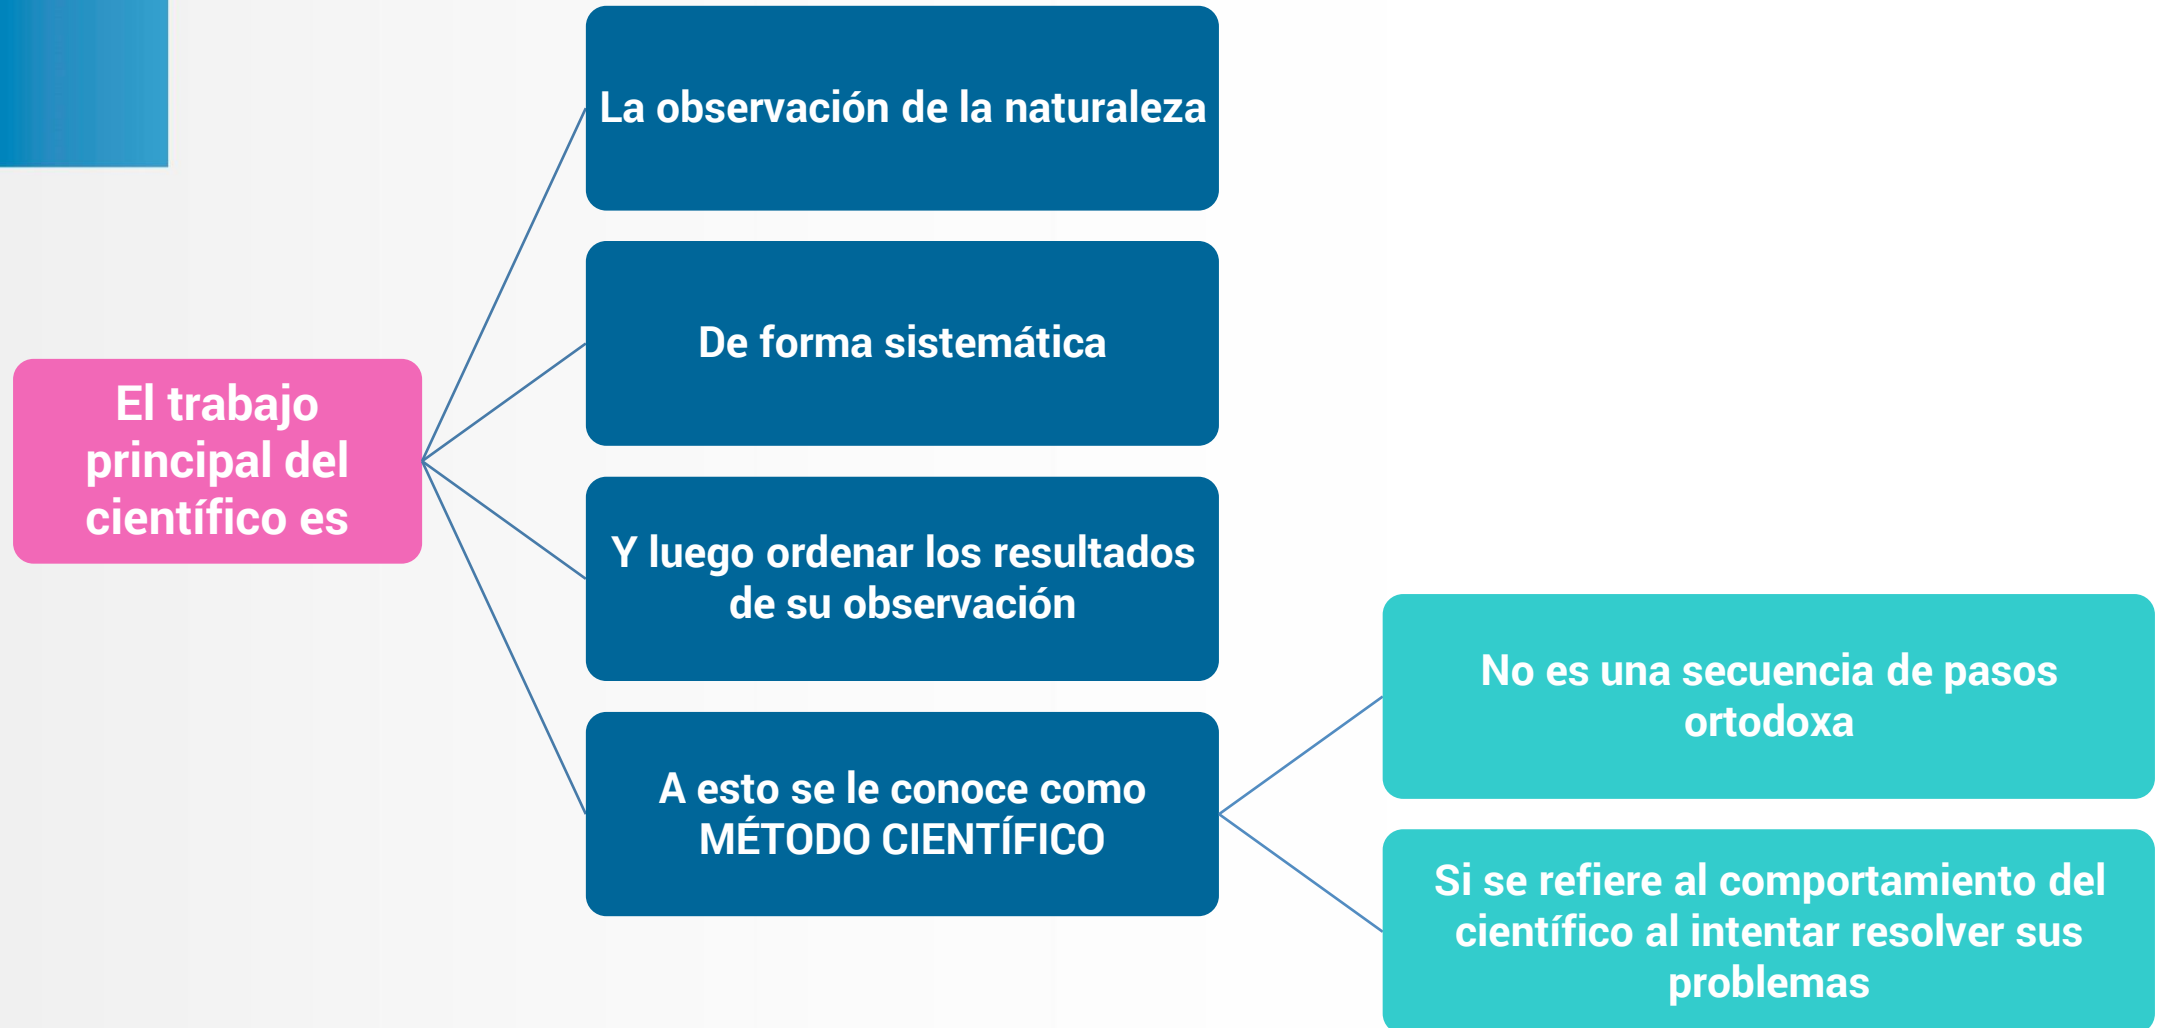 La observación de la naturaleza
De forma sistemática
El trabajo
principal del
científico es
Y luego ordenar los resultados
de su observación
A esto se le conoce como
MÉTODO CIENTÍFICO
No es una secuencia de pasos
ortodoxa
Si se refiere al comportamiento del
científico al intentar resolver sus
problemas